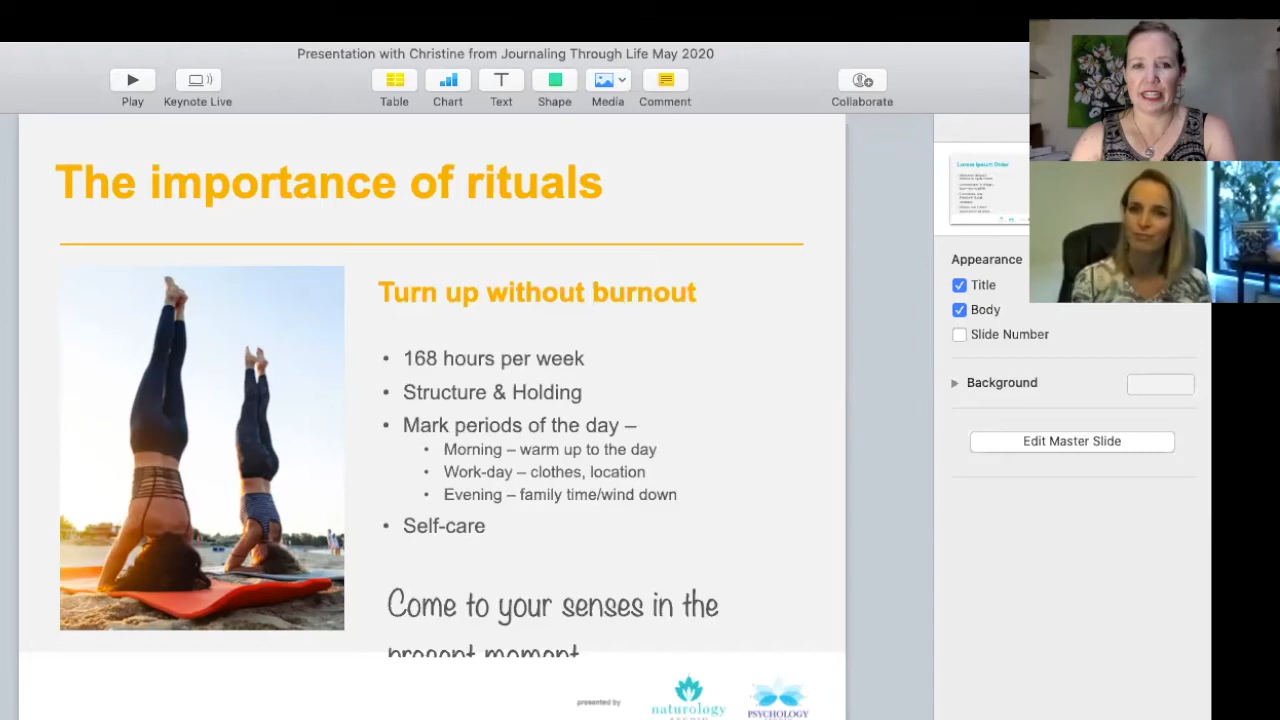 Presentation with Christine from Journaling Through Life May 2020
Play
Keynote Live
Table
Chart
Text
Shape
Media
Comment
Collaborate
The importance of rituals
Turn up without burnout
• 168 hours per week
• Structure & Holding
• Mark periods of the day –
• Morning – warm up to the day
• Work-day – clothes, location
• Evening – family time/wind down
• Self-care
Come to your senses in the
present moment
presented by
naturology
PSYCHOLOGY
Lorem Ipsum Dolor
Appearance
Title
Body
Slide Number
Background
Edit Master Slide